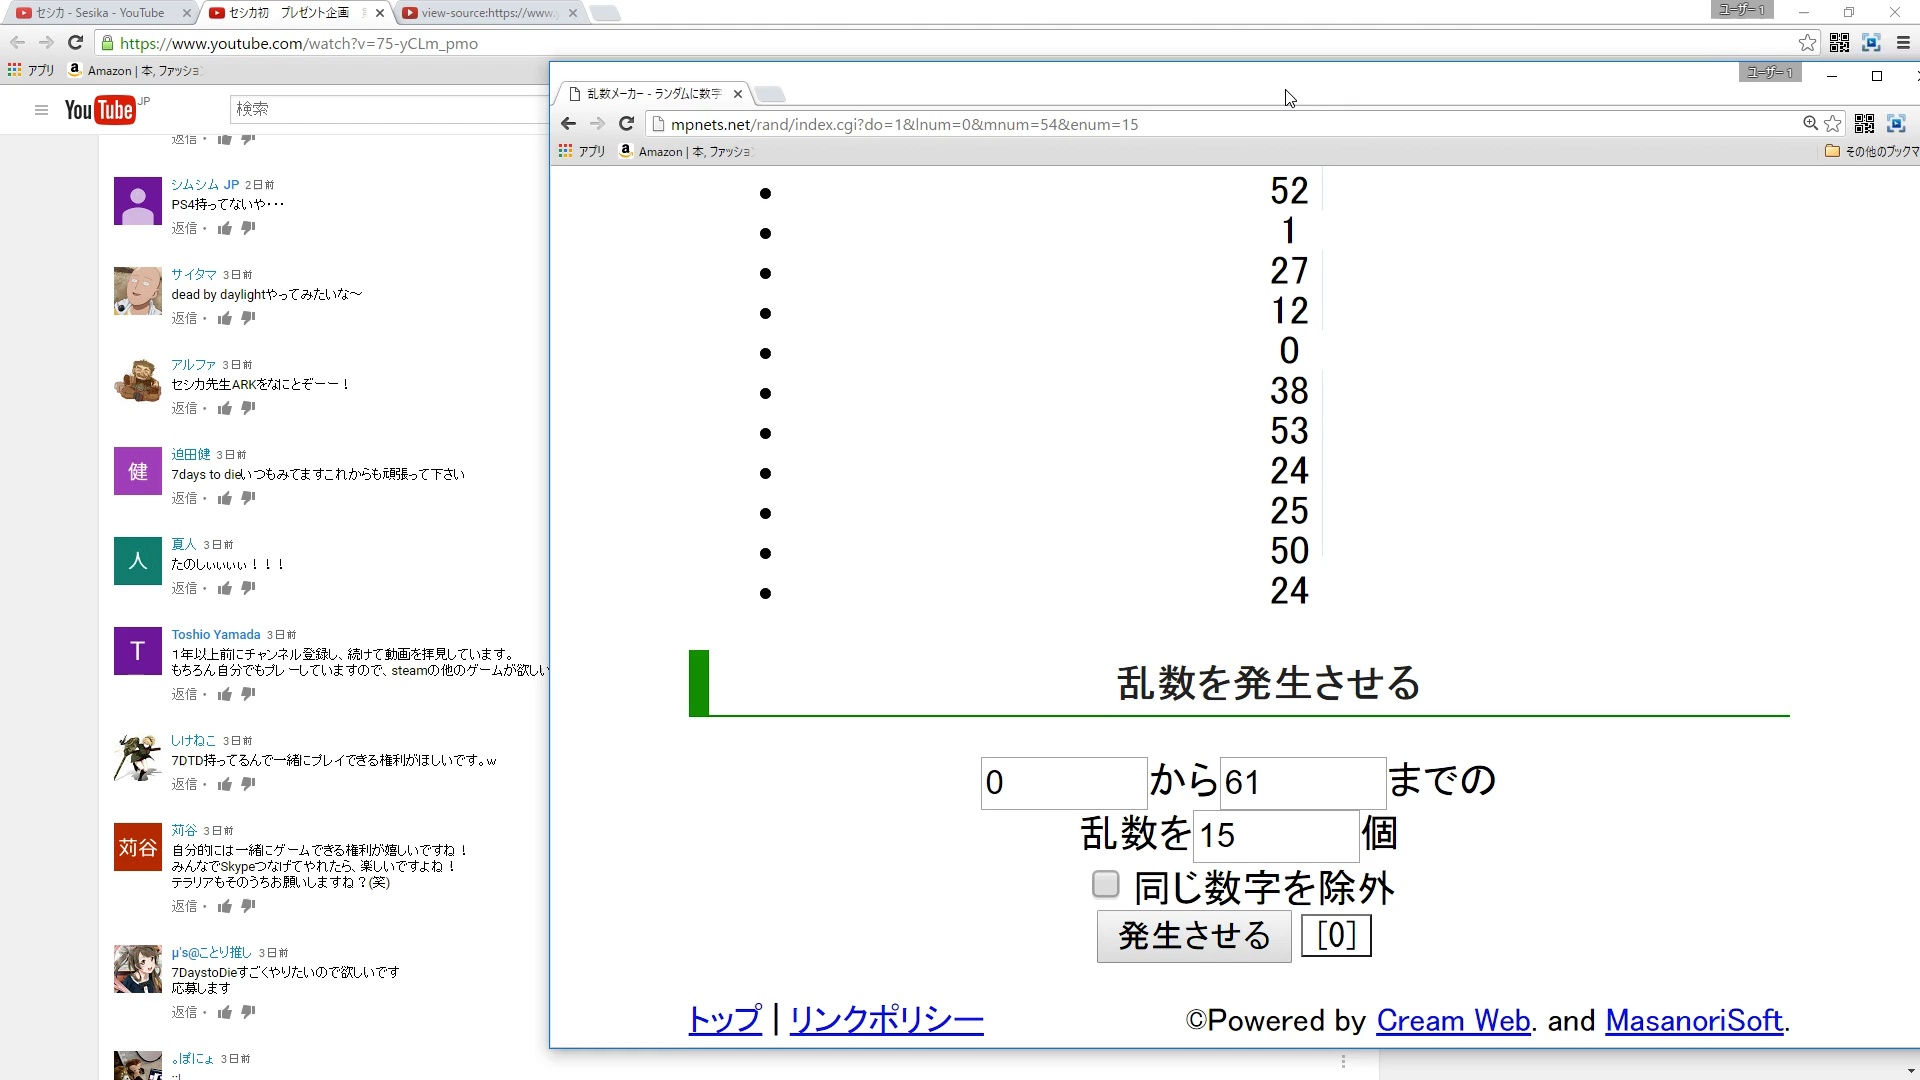 セシカ - Sesika - YouTube
セシカ初 プレゼント企画
view-source:https://www.
ユーザー 1
https://www.youtube.com/watch?v=75-yCLm_pmo
アプリ
Amazon | 本, ファッショ
YouTube JP
検索
返信・
シムシム JP 2日前
PS4持ってないや・・・
返信・
サイタマ 3日前
dead by daylightやってみたいな〜
返信・
アルファ 3日前
セシカ先生ARKをなにとぞーー！
返信・
健
迫田健 3日前
7days to dieいつもみてますこれからも頑張って下さい
返信・
人
夏人 3日前
たのしぃぃぃぃ！！！
返信・
T
Toshio Yamada 3日前
１年以上前にチャンネル登録し、続けて動画を拝見しています。
もちろん自分でもプレーしていますので、steamの他のゲームが欲しい
返信・
しけねこ 3日前
7DTD持ってるんで一緒にプレイできる権利がほしいです。w
返信・
苅谷
苅谷 3日前
自分的には一緒にゲームできる権利が嬉しいですね！
みんなでSkypeつなげてやれたら、楽しいですよね！
テラリアもそのうちお願いしますね？(笑)
返信・
μ's@ことり推し 3日前
7DaystoDieすごくやりたいので欲しいです
応募します
返信・
。ぽにょ 3日前
ユーザー 1
乱数メーカー - ランダムに数字
mpnets.net/rand/index.cgi?do=1&lnum=0&mnum=54&enum=15
アプリ
Amazon | 本, ファッショ
その他のブックマ
• 52
• 1
• 27
• 12
• 0
• 38
• 53
• 24
• 25
• 50
• 24
乱数を発生させる
0から61までの
乱数を15個
同じ数字を除外
発生させる [0]
トップ | リンクポリシー
©Powered by Cream Web. and MasanoriSoft.